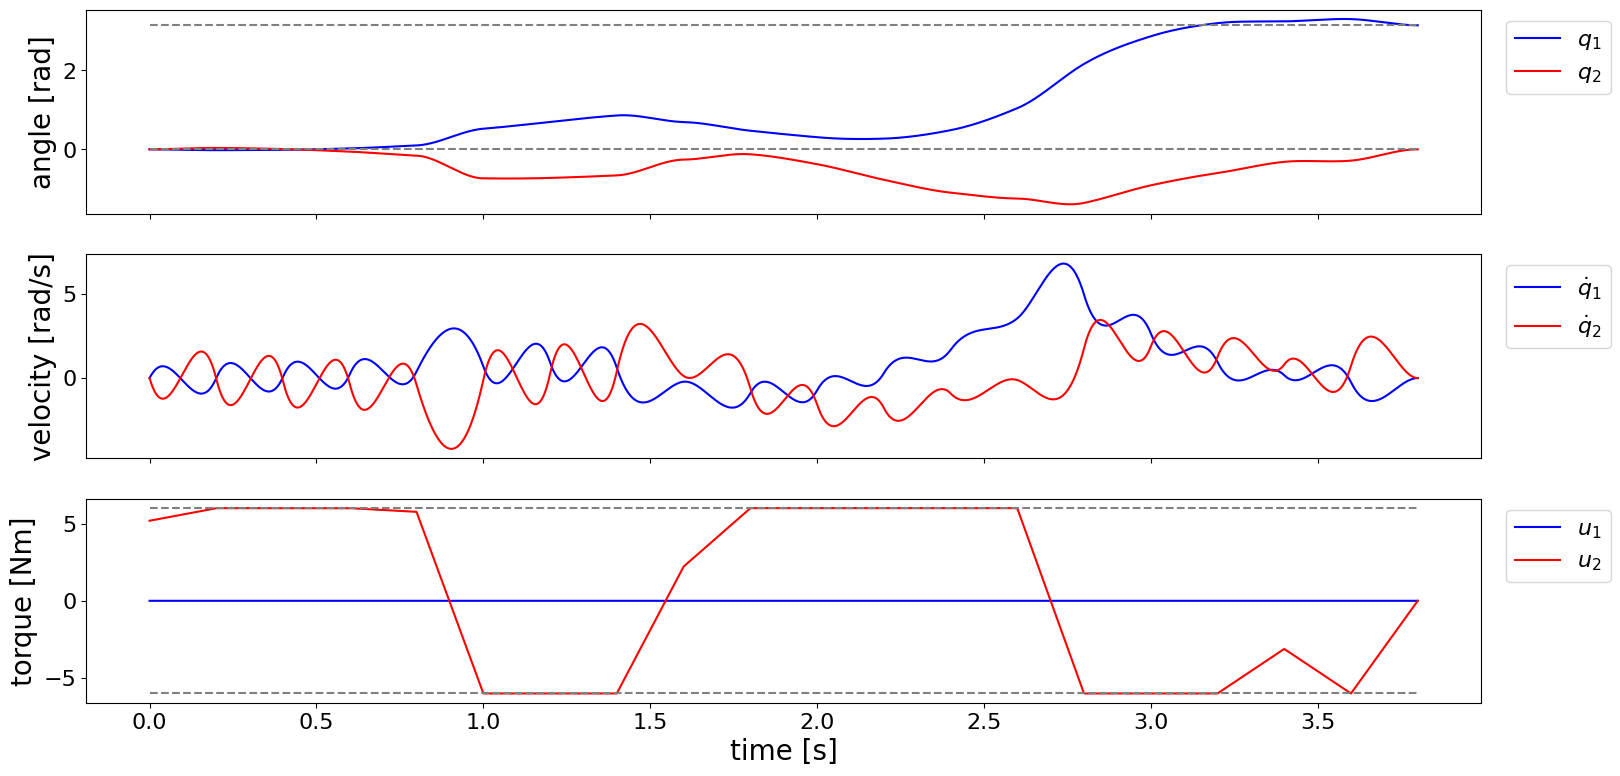 angle [rad]
2
0
q₁
q₂
velocity [rad/s]
5
0
q̇₁
q̇₂
torque [Nm]
5
0
−5
u₁
u₂
0.0 0.5 1.0 1.5 2.0 2.5 3.0 3.5
time [s]